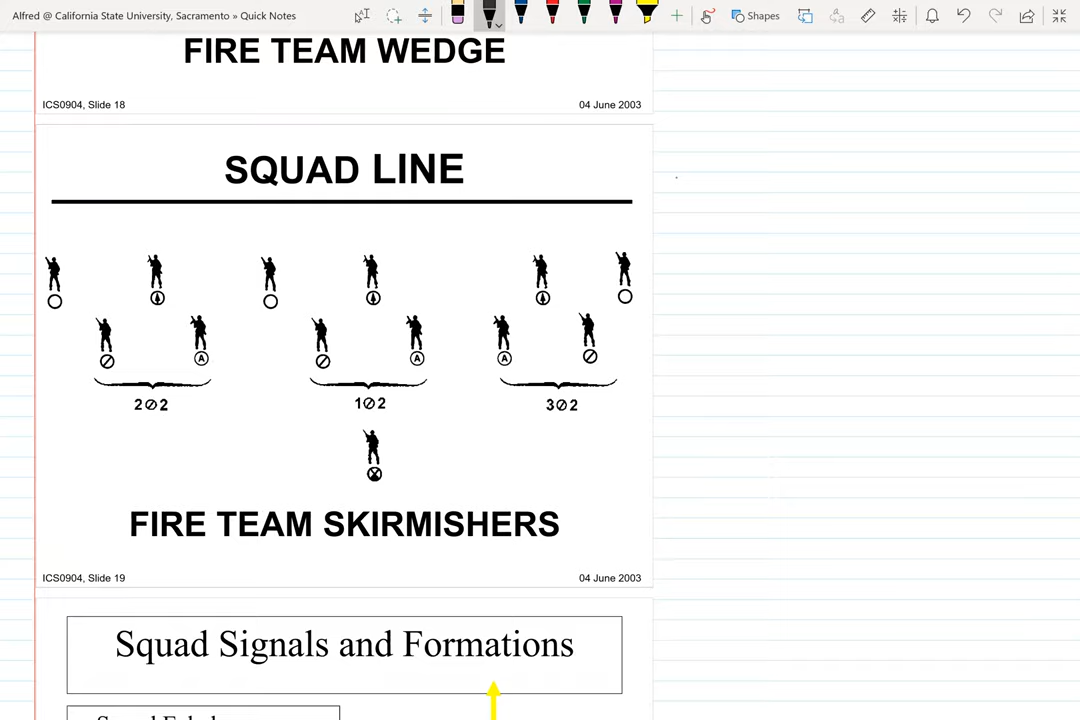 Alfred @ California State University, Sacramento » Quick Notes
Shapes
FIRE TEAM WEDGE
ICS0904, Slide 18
04 June 2003
SQUAD LINE
A
A
A
2⊘2
1⊘2
3⊘2
FIRE TEAM SKIRMISHERS
ICS0904, Slide 19
04 June 2003
Squad Signals and Formations